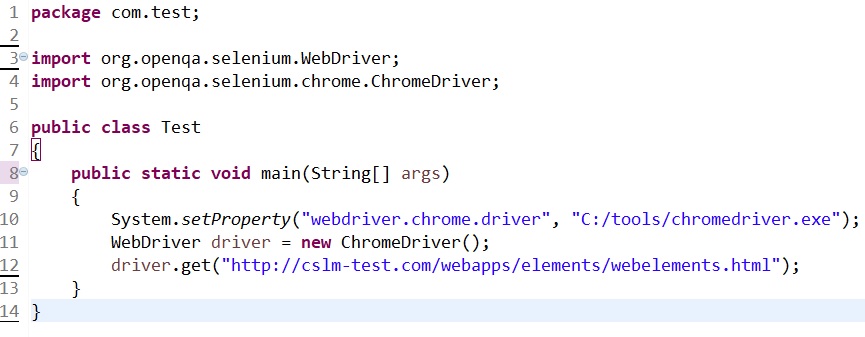 1 package com.test;
2
3 import org.openqa.selenium.WebDriver;
4 import org.openqa.selenium.chrome.ChromeDriver;
5
6 public class Test
7 {
8     public static void main(String[] args)
9     {
10         System.setProperty("webdriver.chrome.driver", "C:/tools/chromedriver.exe");
11         WebDriver driver = new ChromeDriver();
12         driver.get("http://cslm-test.com/webapps/elements/webelements.html");
13     }
14 }